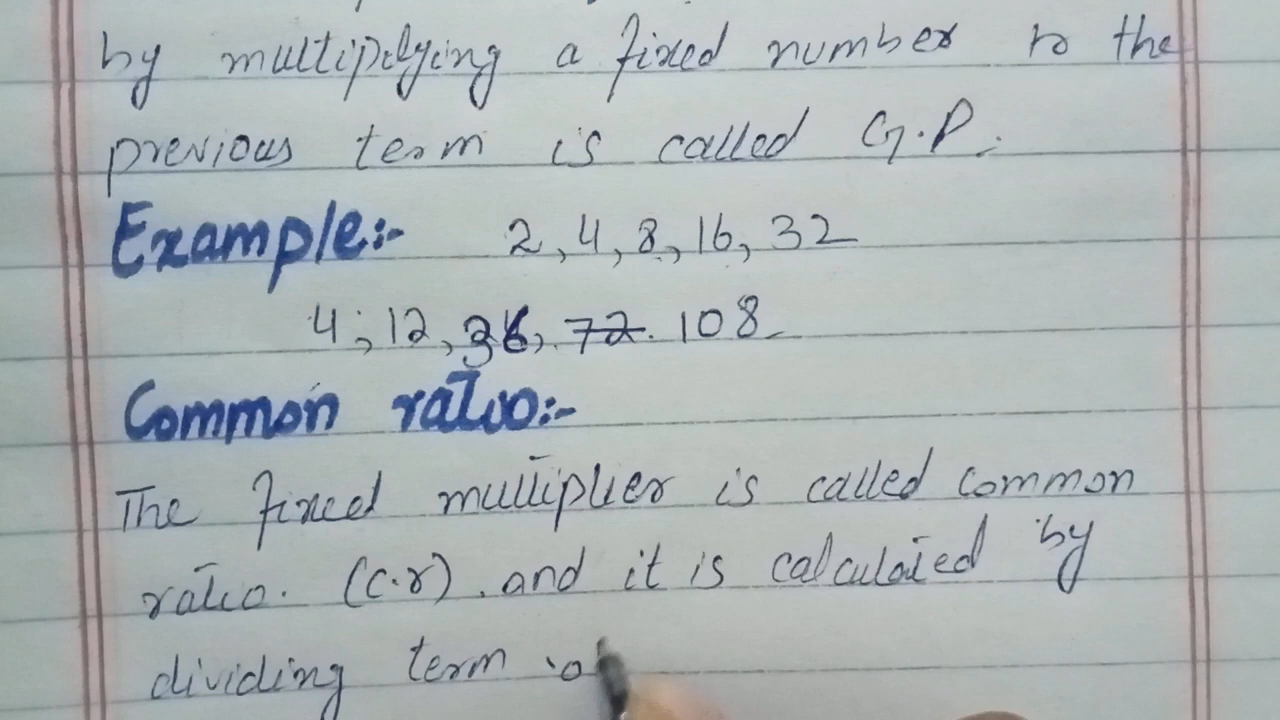 by multiplying a fixed number to the
previous term is called G.P.
Example:-  2, 4, 8, 16, 32
4, 12, 36, 72. 108
Common ratio:-
The fixed multiplier is called common
ratio. (c.r). and it is calculated by
dividing term